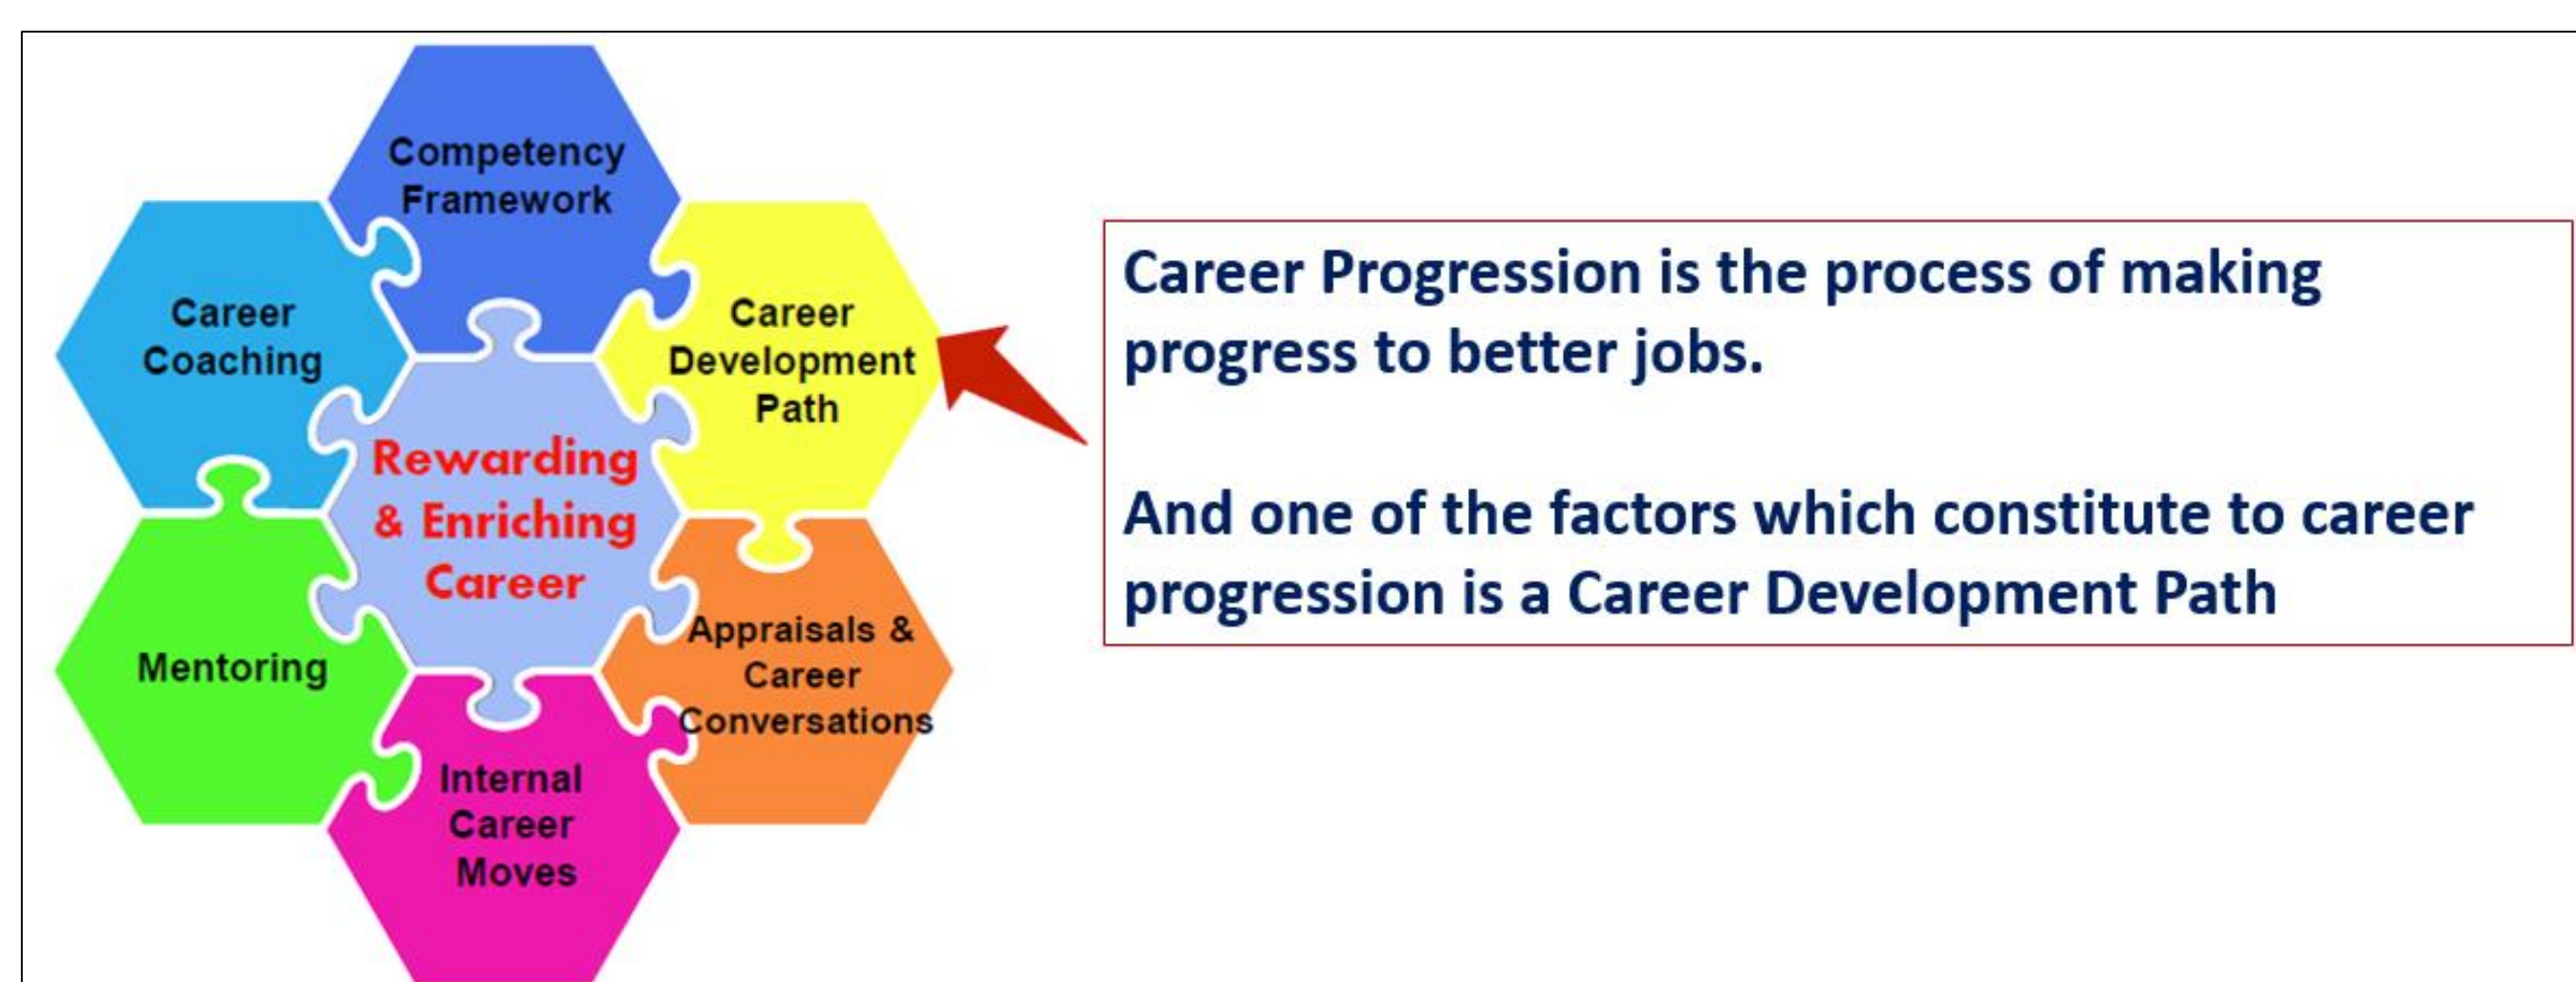 Competency
Framework
Career
Coaching
Career
Development
Path
Rewarding
& Enriching
Career
Mentoring
Appraisals &
Career
Conversations
Internal
Career
Moves
Career Progression is the process of making
progress to better jobs.
And one of the factors which constitute to career
progression is a Career Development Path